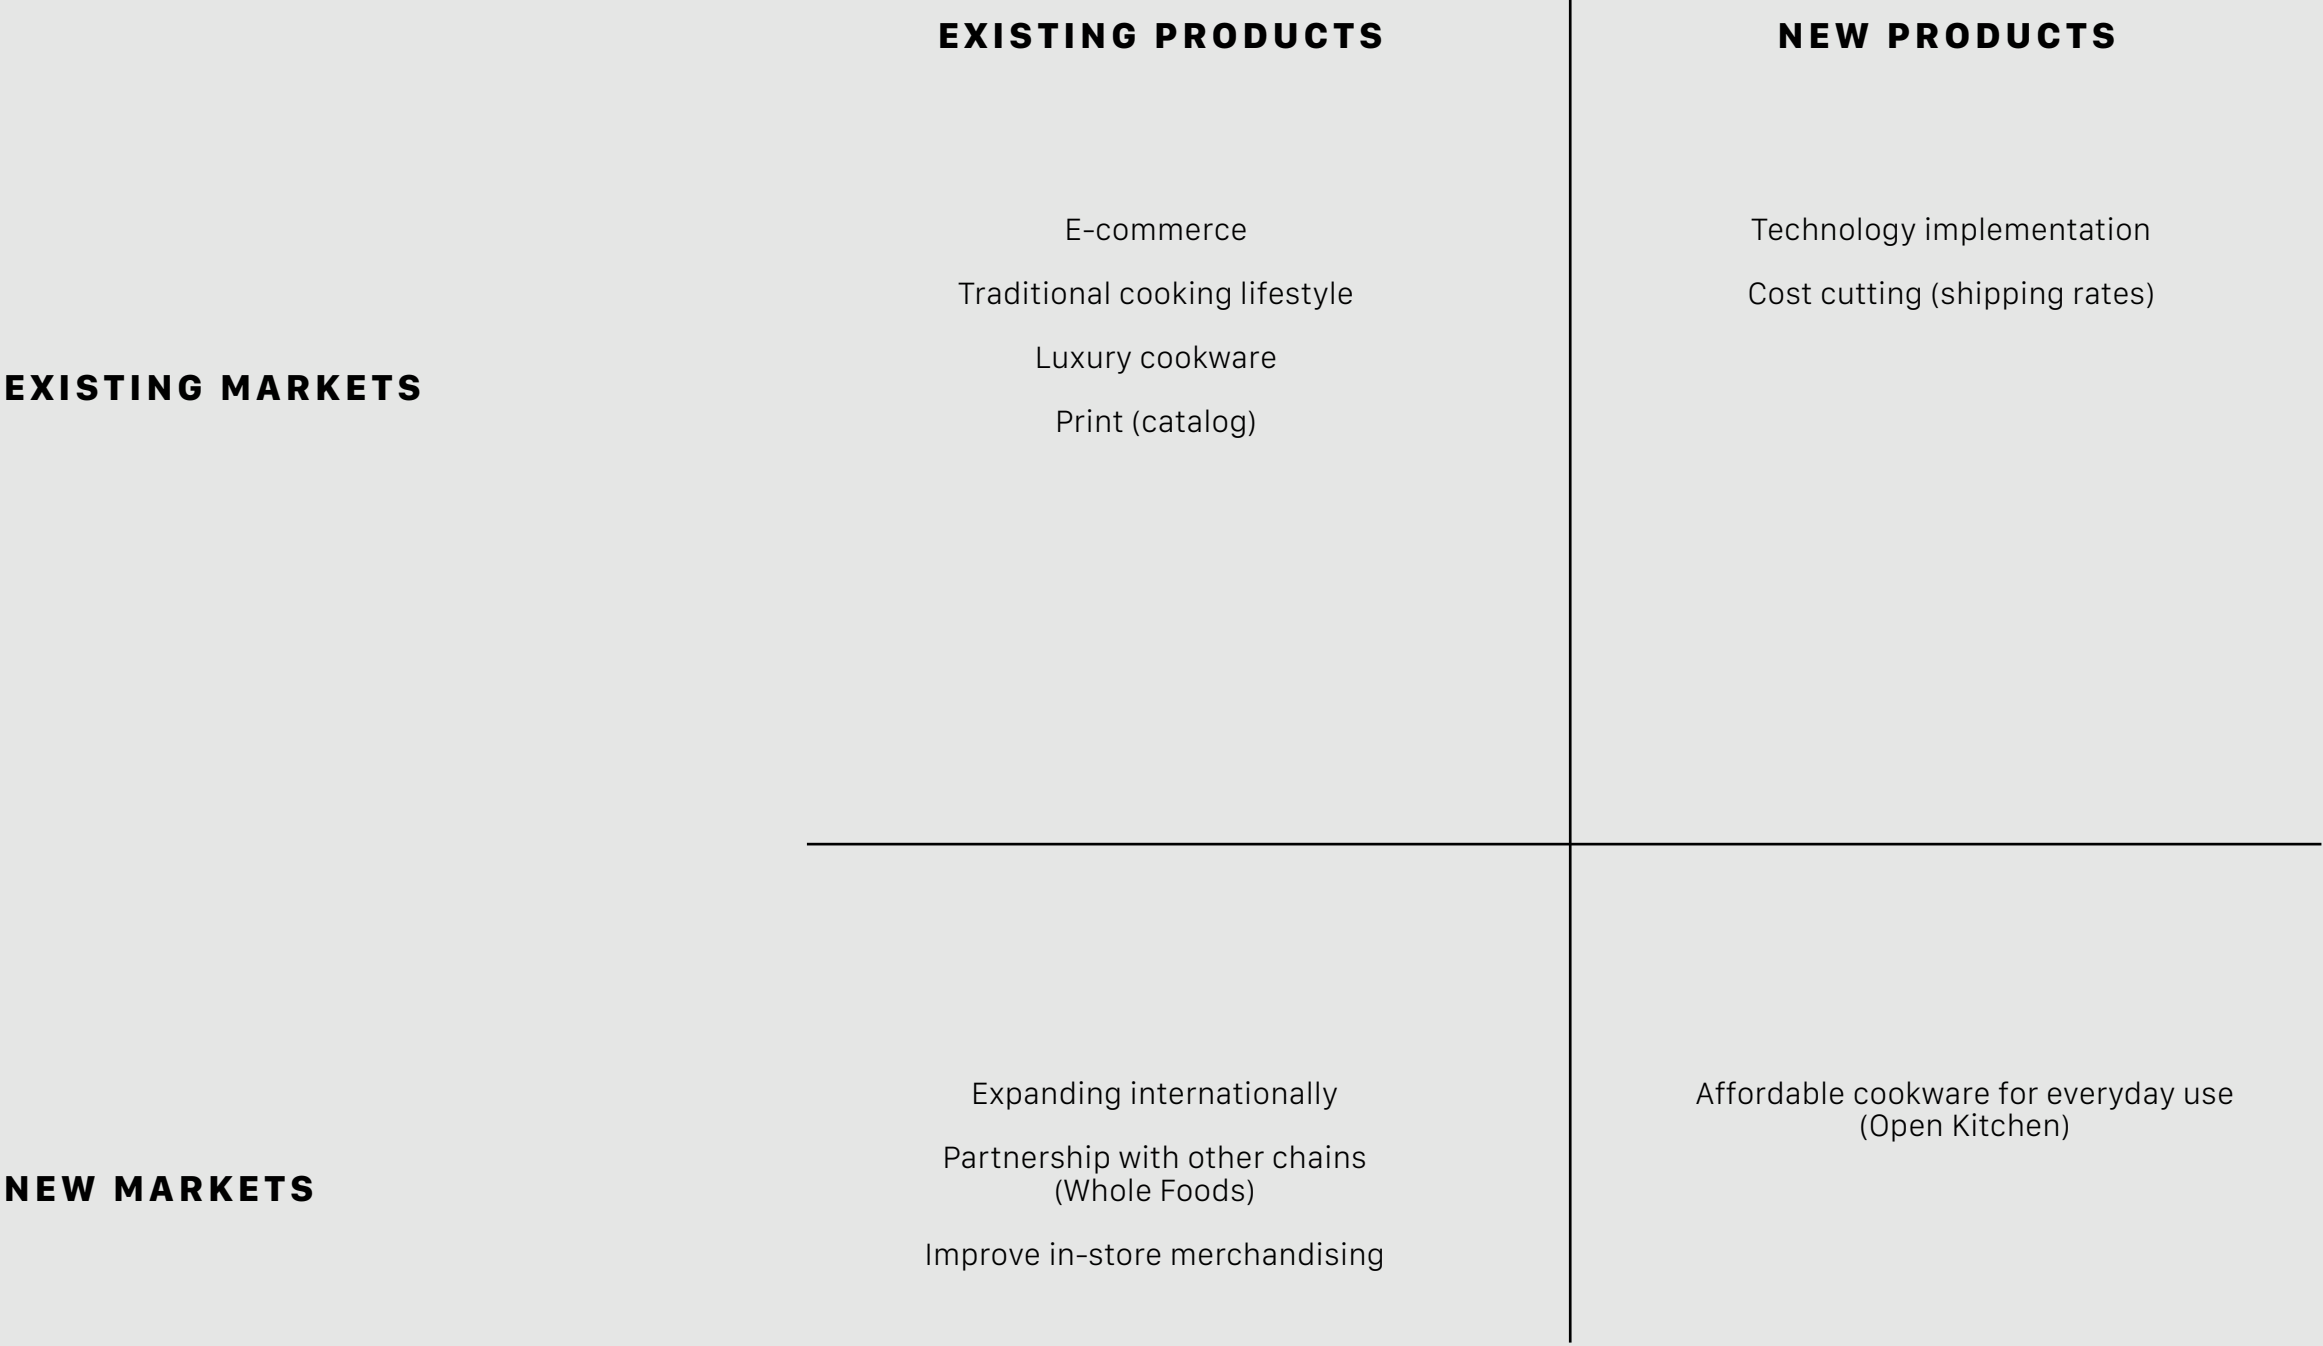 EXISTING PRODUCTS
NEW PRODUCTS
EXISTING MARKETS
E-commerce
Traditional cooking lifestyle
Luxury cookware
Print (catalog)
Technology implementation
Cost cutting (shipping rates)
NEW MARKETS
Expanding internationally
Partnership with other chains
(Whole Foods)
Improve in-store merchandising
Affordable cookware for everyday use
(Open Kitchen)